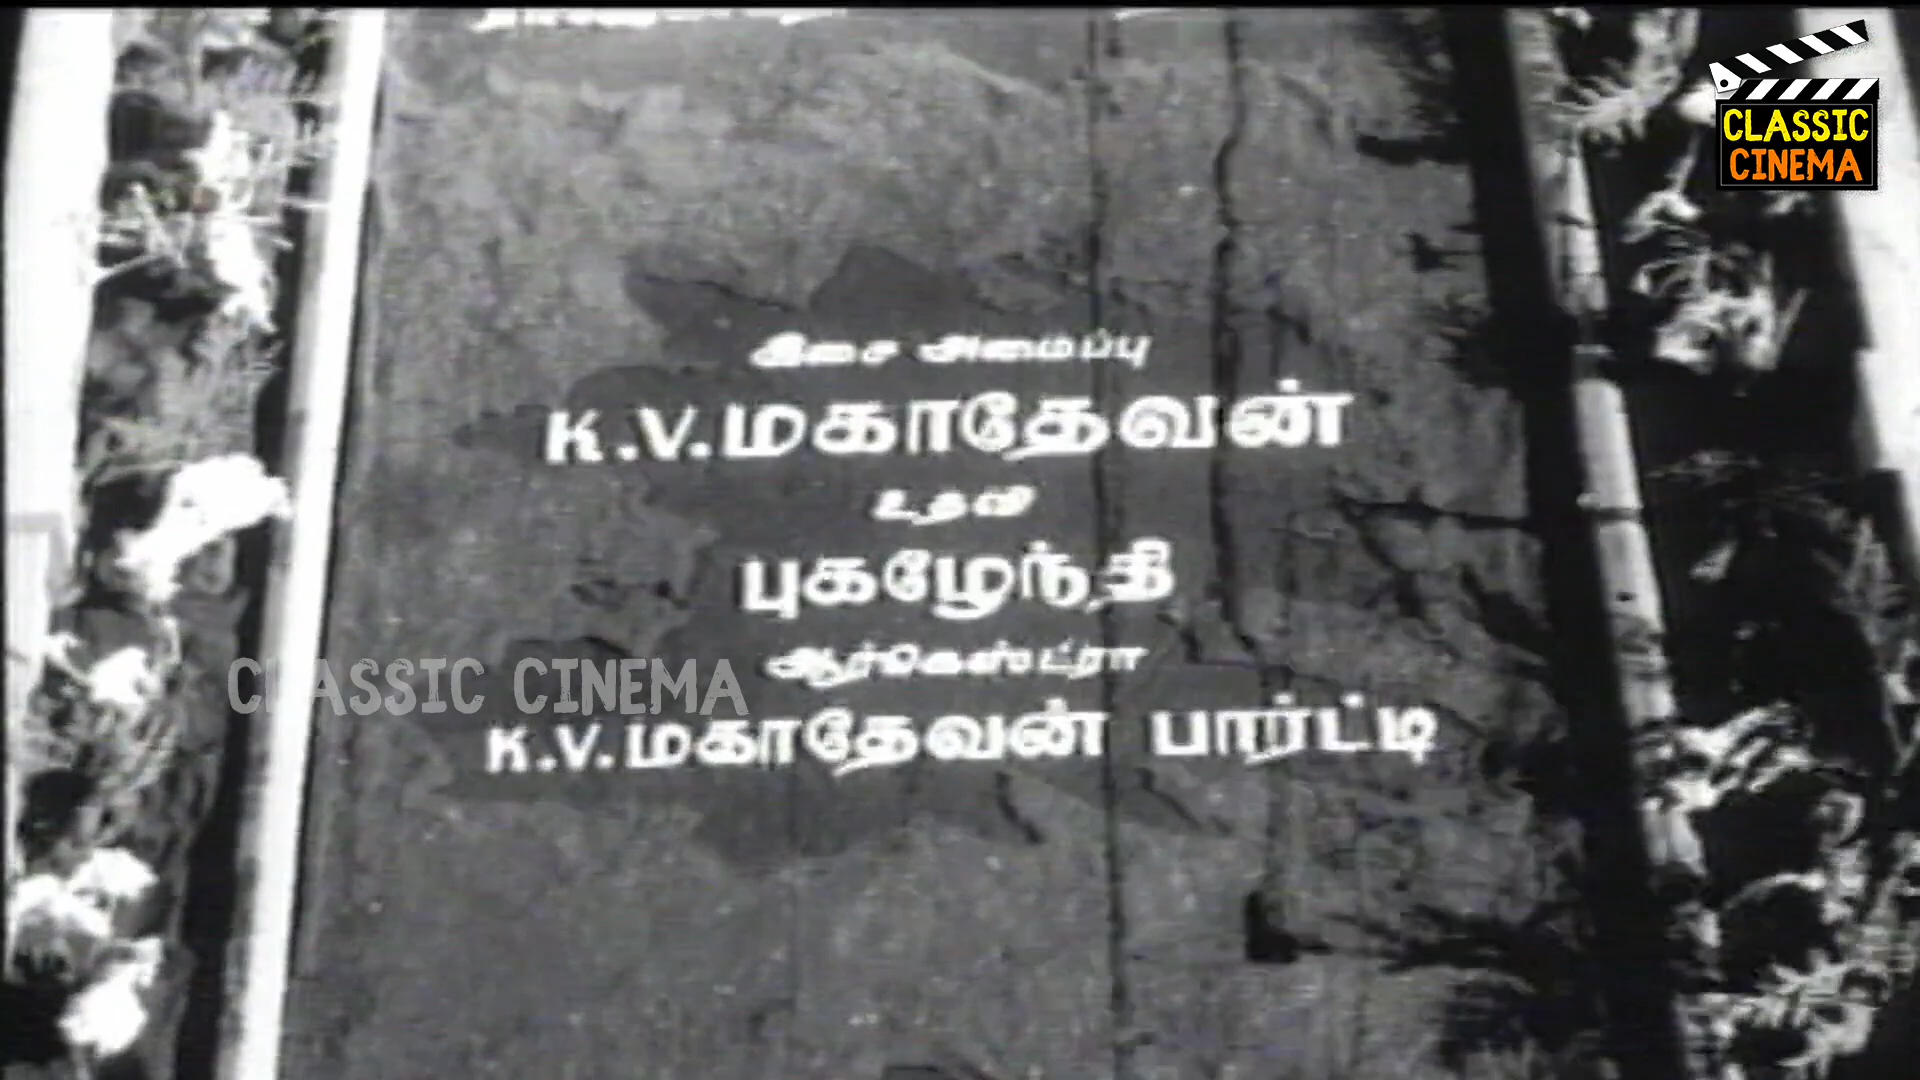 CLASSIC
CINEMA
இசை அமைப்பு
K.V.மகாதேவன்
உதவி
புகழேந்தி
ஆர்கெஸ்ட்ரா
CLASSIC CINEMA
K.V.மகாதேவன் பார்ட்டி